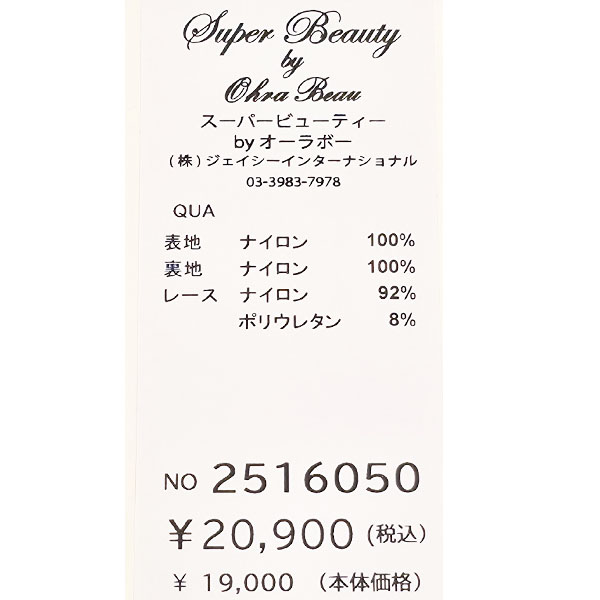 Super Beauty
by
Ohra Beau
スーパービューティー
by オーラボー
(株)ジェイシーインターナショナル
03-3983-7978
QUA
表地 ナイロン 100%
裏地 ナイロン 100%
レース ナイロン 92%
ポリウレタン 8%
NO 2516050
¥20,900 (税込)
¥ 19,000 (本体価格)